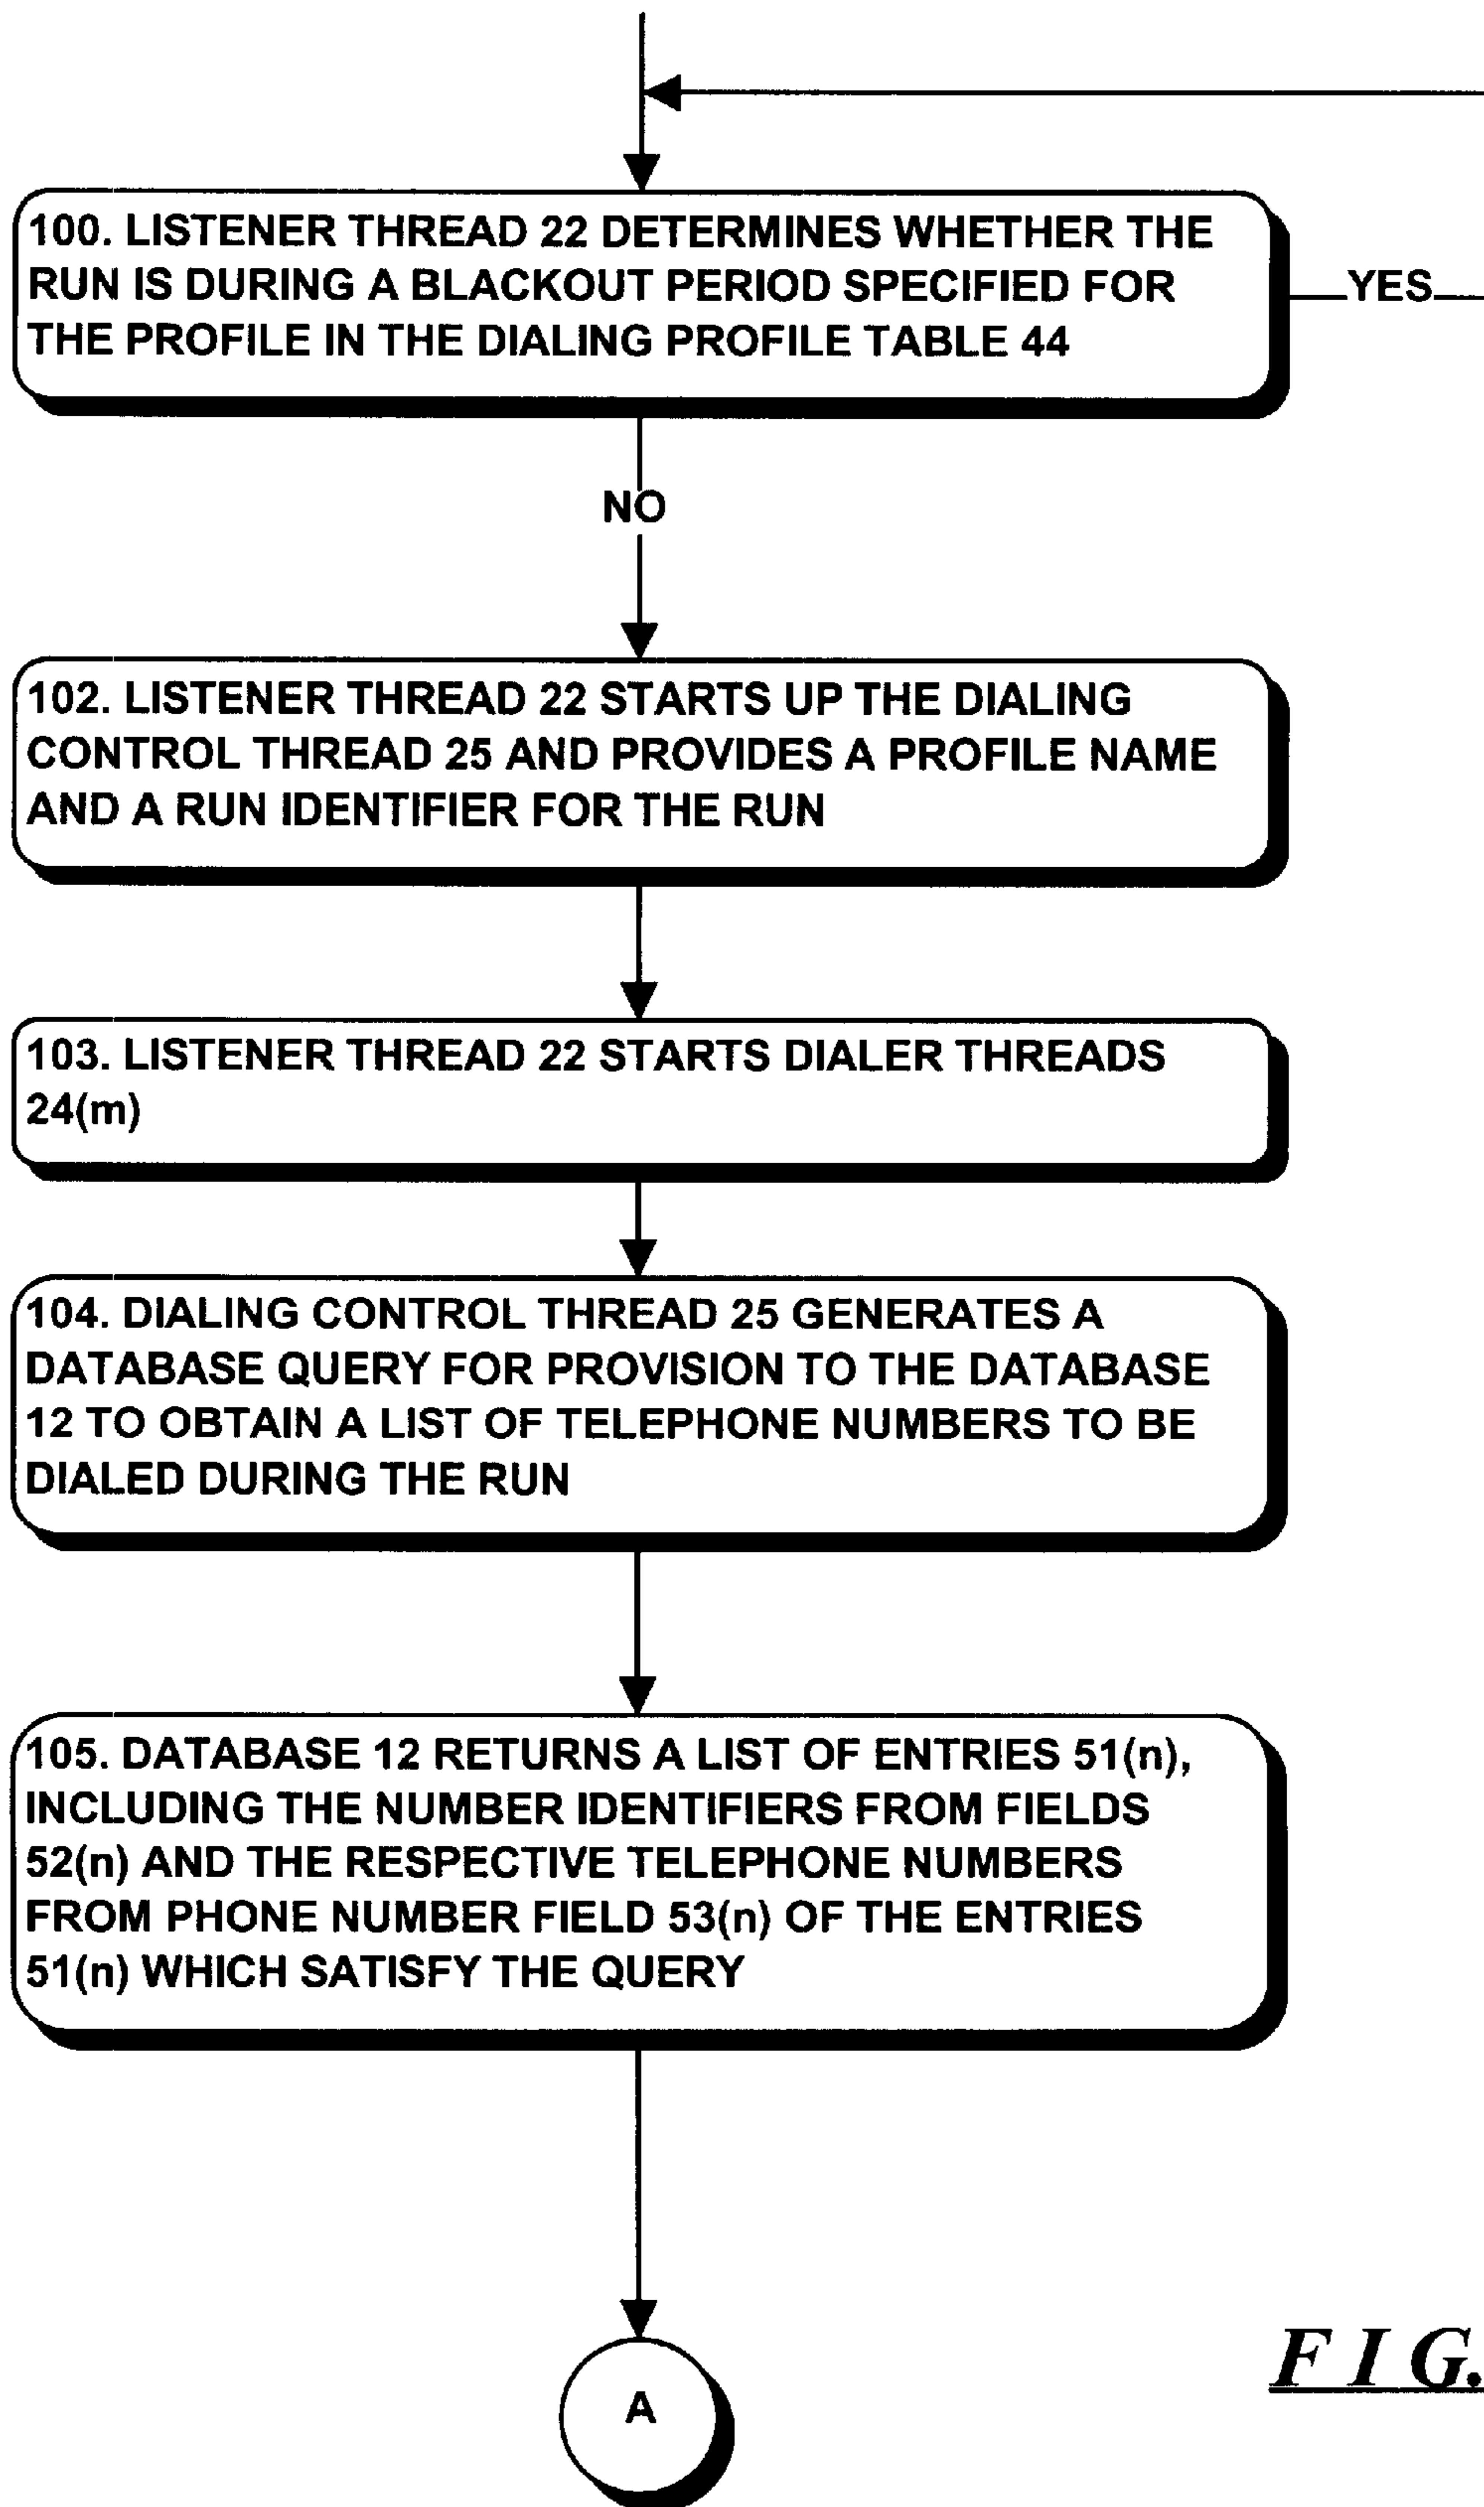 100. LISTENER THREAD 22 DETERMINES WHETHER THE
RUN IS DURING A BLACKOUT PERIOD SPECIFIED FOR
THE PROFILE IN THE DIALING PROFILE TABLE 44
YES
NO
102. LISTENER THREAD 22 STARTS UP THE DIALING
CONTROL THREAD 25 AND PROVIDES A PROFILE NAME
AND A RUN IDENTIFIER FOR THE RUN
103. LISTENER THREAD 22 STARTS DIALER THREADS
24(m)
104. DIALING CONTROL THREAD 25 GENERATES A
DATABASE QUERY FOR PROVISION TO THE DATABASE
12 TO OBTAIN A LIST OF TELEPHONE NUMBERS TO BE
DIALED DURING THE RUN
105. DATABASE 12 RETURNS A LIST OF ENTRIES 51(n),
INCLUDING THE NUMBER IDENTIFIERS FROM FIELDS
52(n) AND THE RESPECTIVE TELEPHONE NUMBERS
FROM PHONE NUMBER FIELD 53(n) OF THE ENTRIES
51(n) WHICH SATISFY THE QUERY
FIG.
A